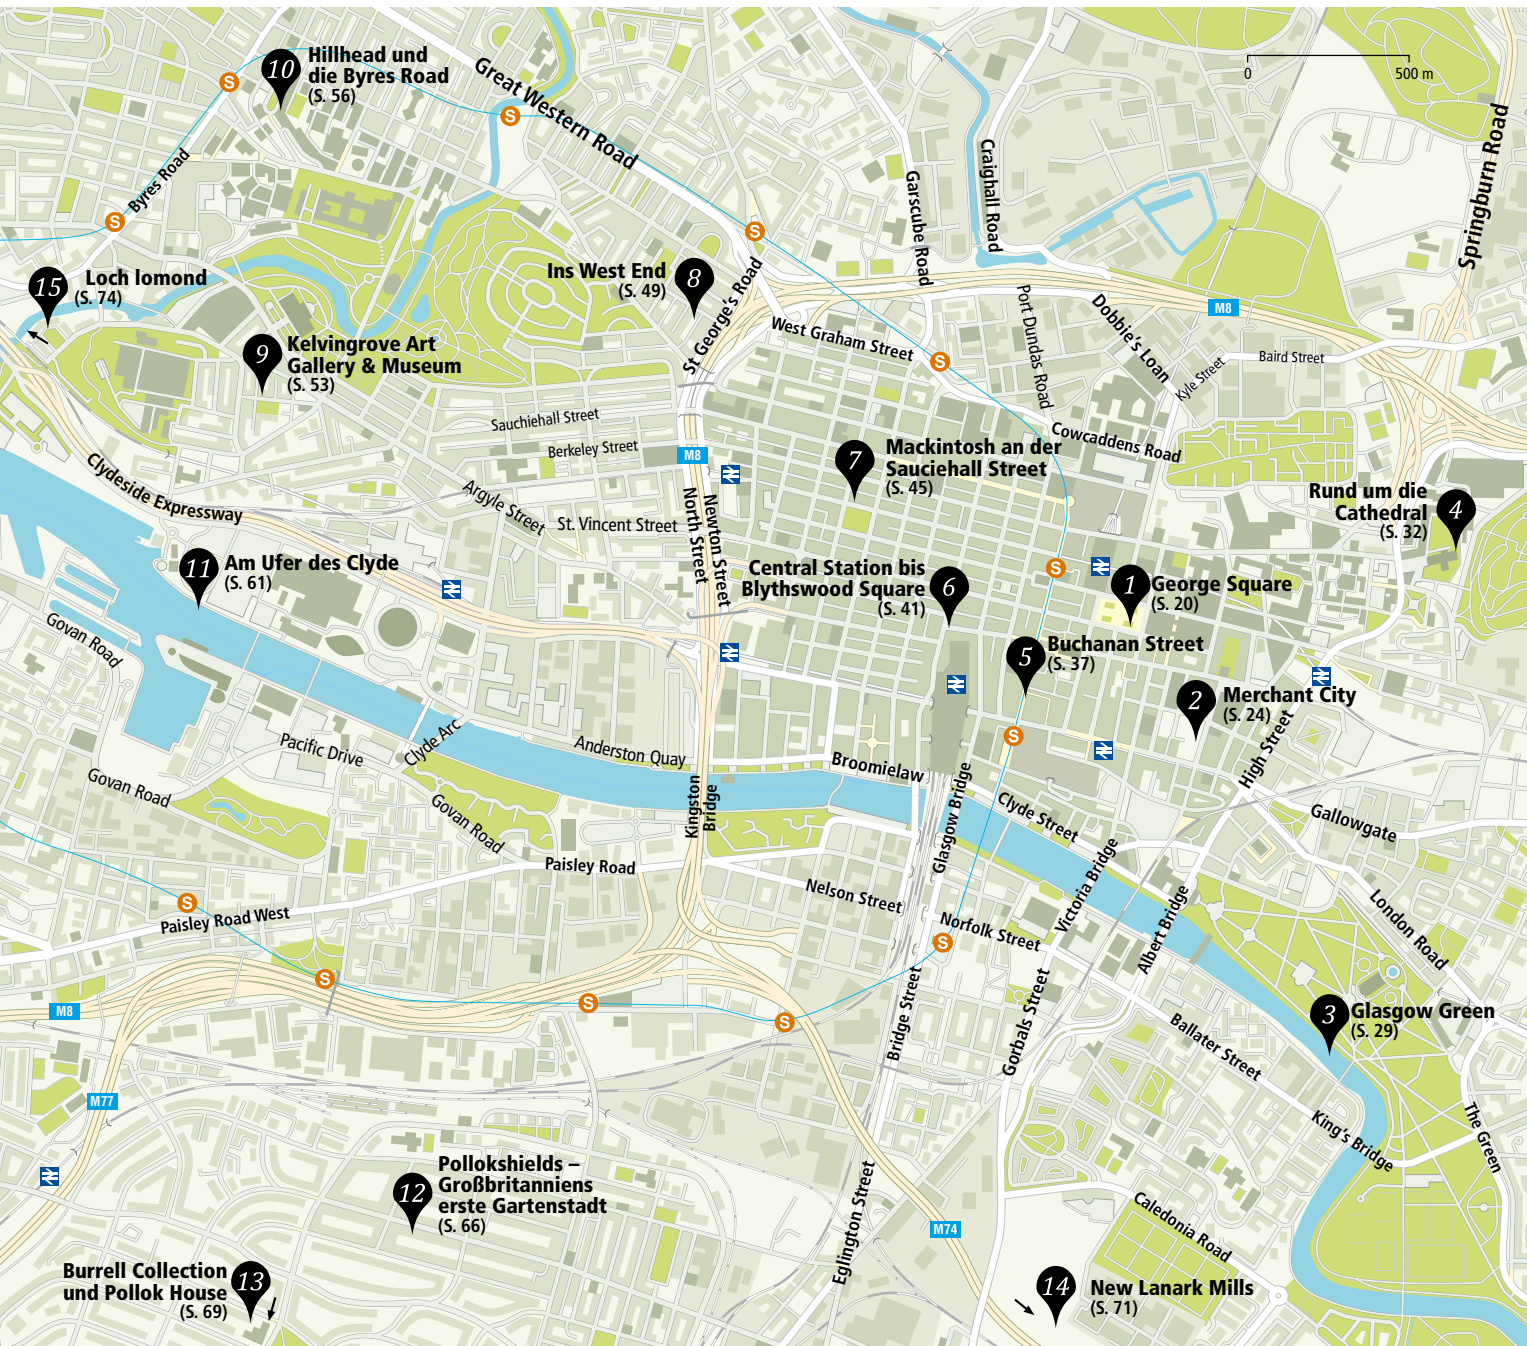 Hillhead und
die Byres Road
(S. 56)
10
S
S
Great Western Road
0
500 m
Springburn Road
Byres Road
S
Craighall Road
Garscube Road
S
15
Loch lomond
(S. 74)
Ins West End
(S. 49)
8
St George's Road
M8
Port Dundas Road
Dobbie's Loan
West Graham Street
S
Kyle Street
Baird Street
9
Kelvingrove Art
Gallery & Museum
(S. 53)
Sauchiehall Street
Berkeley Street
M8
Cowcaddens Road
7
Mackintosh an der
Sauciehall Street
(S. 45)
Clydeside Expressway
Argyle Street
St. Vincent Street
North Street
Newton Street
Rund um die
Cathedral
(S. 32)
4
11
Am Ufer des Clyde
(S. 61)
Central Station bis
Blythswood Square
(S. 41)
6
S
1
George Square
(S. 20)
Govan Road
5
Buchanan Street
(S. 37)
2
Merchant City
(S. 24)
High Street
S
Pacific Drive
Clyde Arc
Anderston Quay
Broomielaw
Govan Road
Govan Road
Kingston
Bridge
Glasgow Bridge
Clyde Street
Gallowgate
Victoria Bridge
Paisley Road
Nelson Street
Norfolk Street
S
Albert Bridge
London Road
S
Paisley Road West
S
S
S
M8
Bridge Street
Gorbals Street
Ballater Street
3
Glasgow Green
(S. 29)
M77
King's Bridge
The Green
12
Pollokshields –
Großbritanniens
erste Gartenstadt
(S. 66)
Eglington Street
M74
Caledonia Road
Burrell Collection
und Pollok House
(S. 69)
13
14
New Lanark Mills
(S. 71)